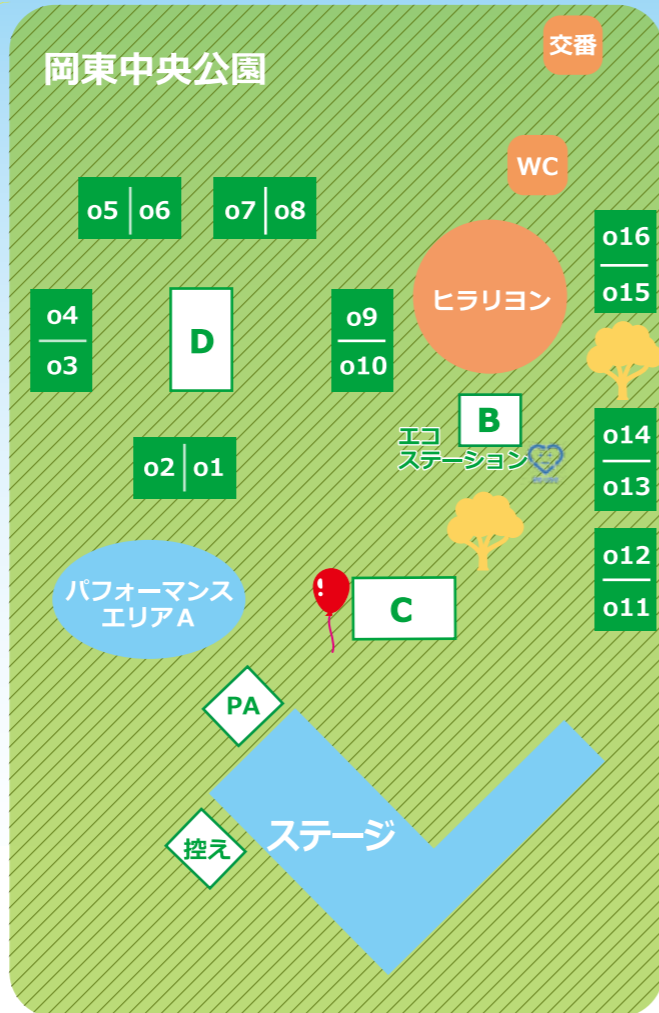 交番
岡東中央公園
WC
o5 o6
o7 o8
o16
o15
ヒラリヨン
o4
o3
D
o9
o10
B
エコ
ステーション
o14
o13
o2 o1
o12
o11
パフォーマンス
エリアA
C
PA
ステージ
控え